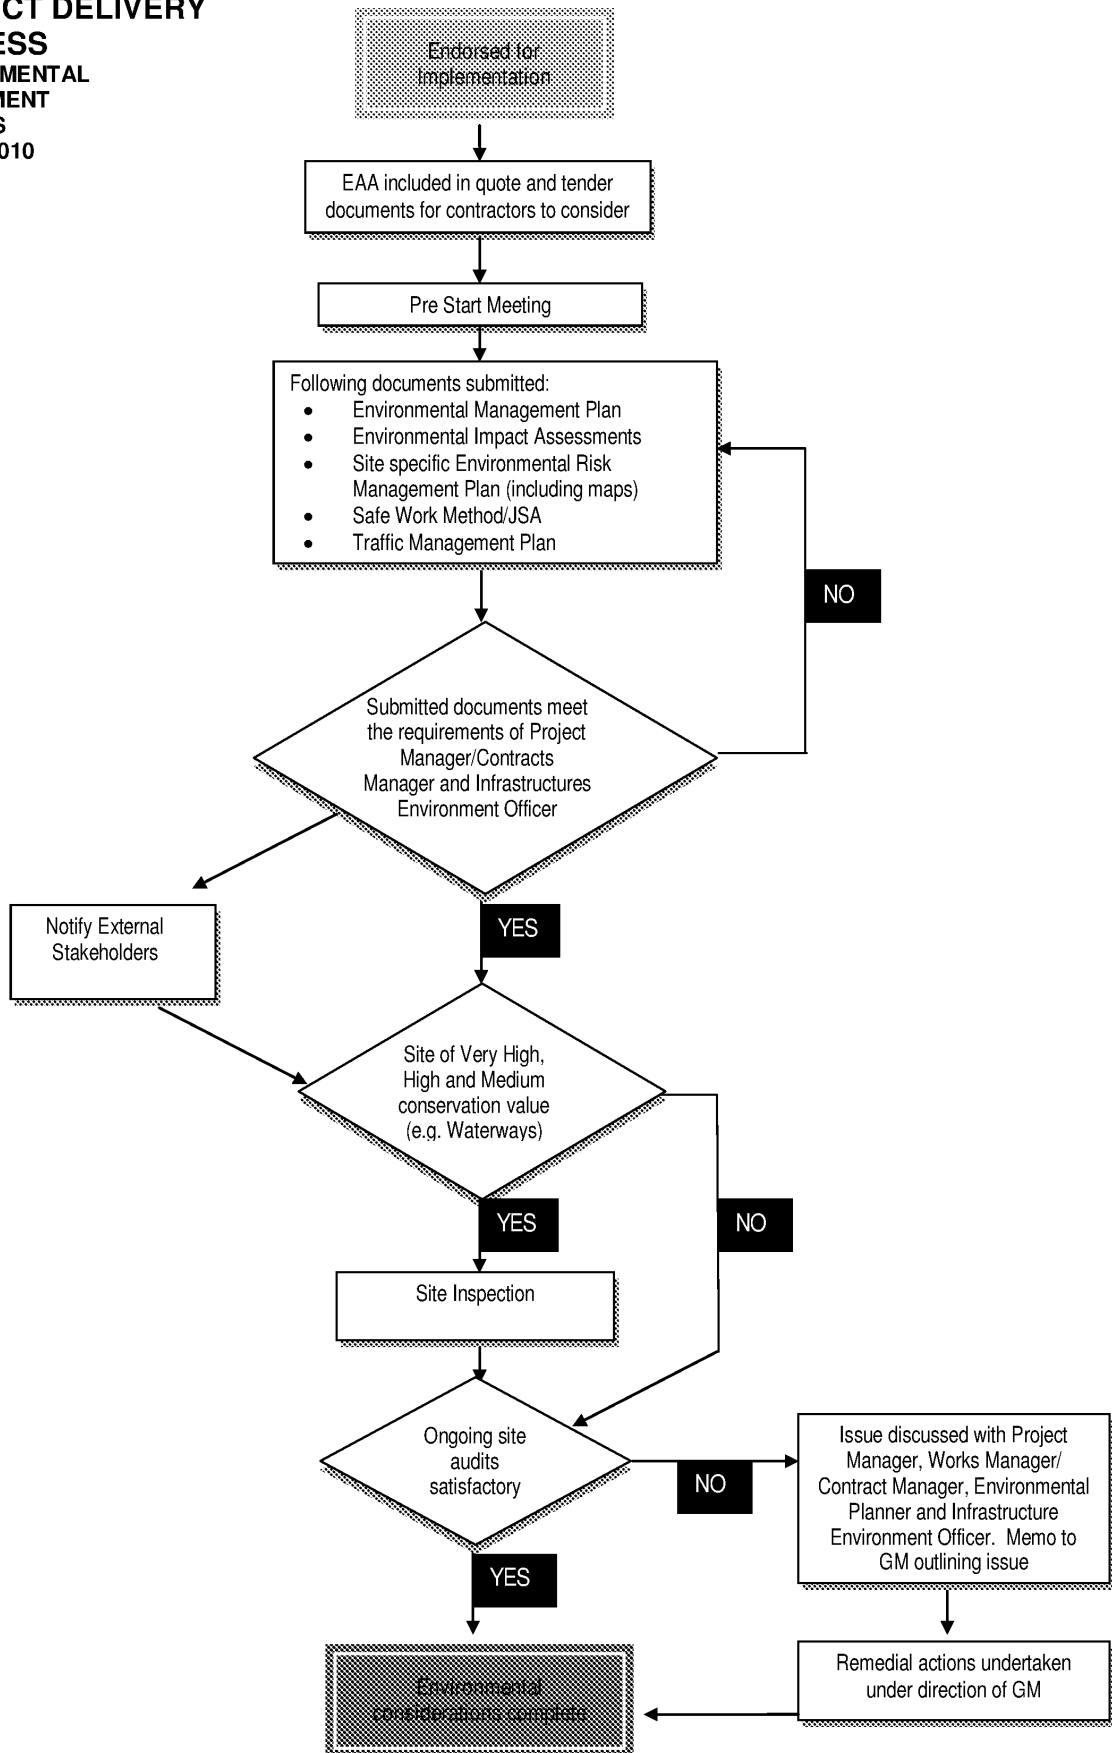 CT DELIVERY
ESS
MENTAL
MENT
S
010
Endorsed for
Implementation
EAA included in quote and tender
documents for contractors to consider
Pre Start Meeting
Following documents submitted:
• Environmental Management Plan
• Environmental Impact Assessments
• Site specific Environmental Risk
Management Plan (including maps)
• Safe Work Method/JSA
• Traffic Management Plan
NO
Submitted documents meet
the requirements of Project
Manager/Contracts
Manager and Infrastructures
Environment Officer
Notify External
Stakeholders
YES
Site of Very High,
High and Medium
conservation value
(e.g. Waterways)
YES
NO
Site Inspection
Ongoing site
audits
satisfactory
NO
Issue discussed with Project
Manager, Works Manager/
Contract Manager, Environmental
Planner and Infrastructure
Environment Officer. Memo to
GM outlining issue
YES
Remedial actions undertaken
under direction of GM
Environmental
considerations complete